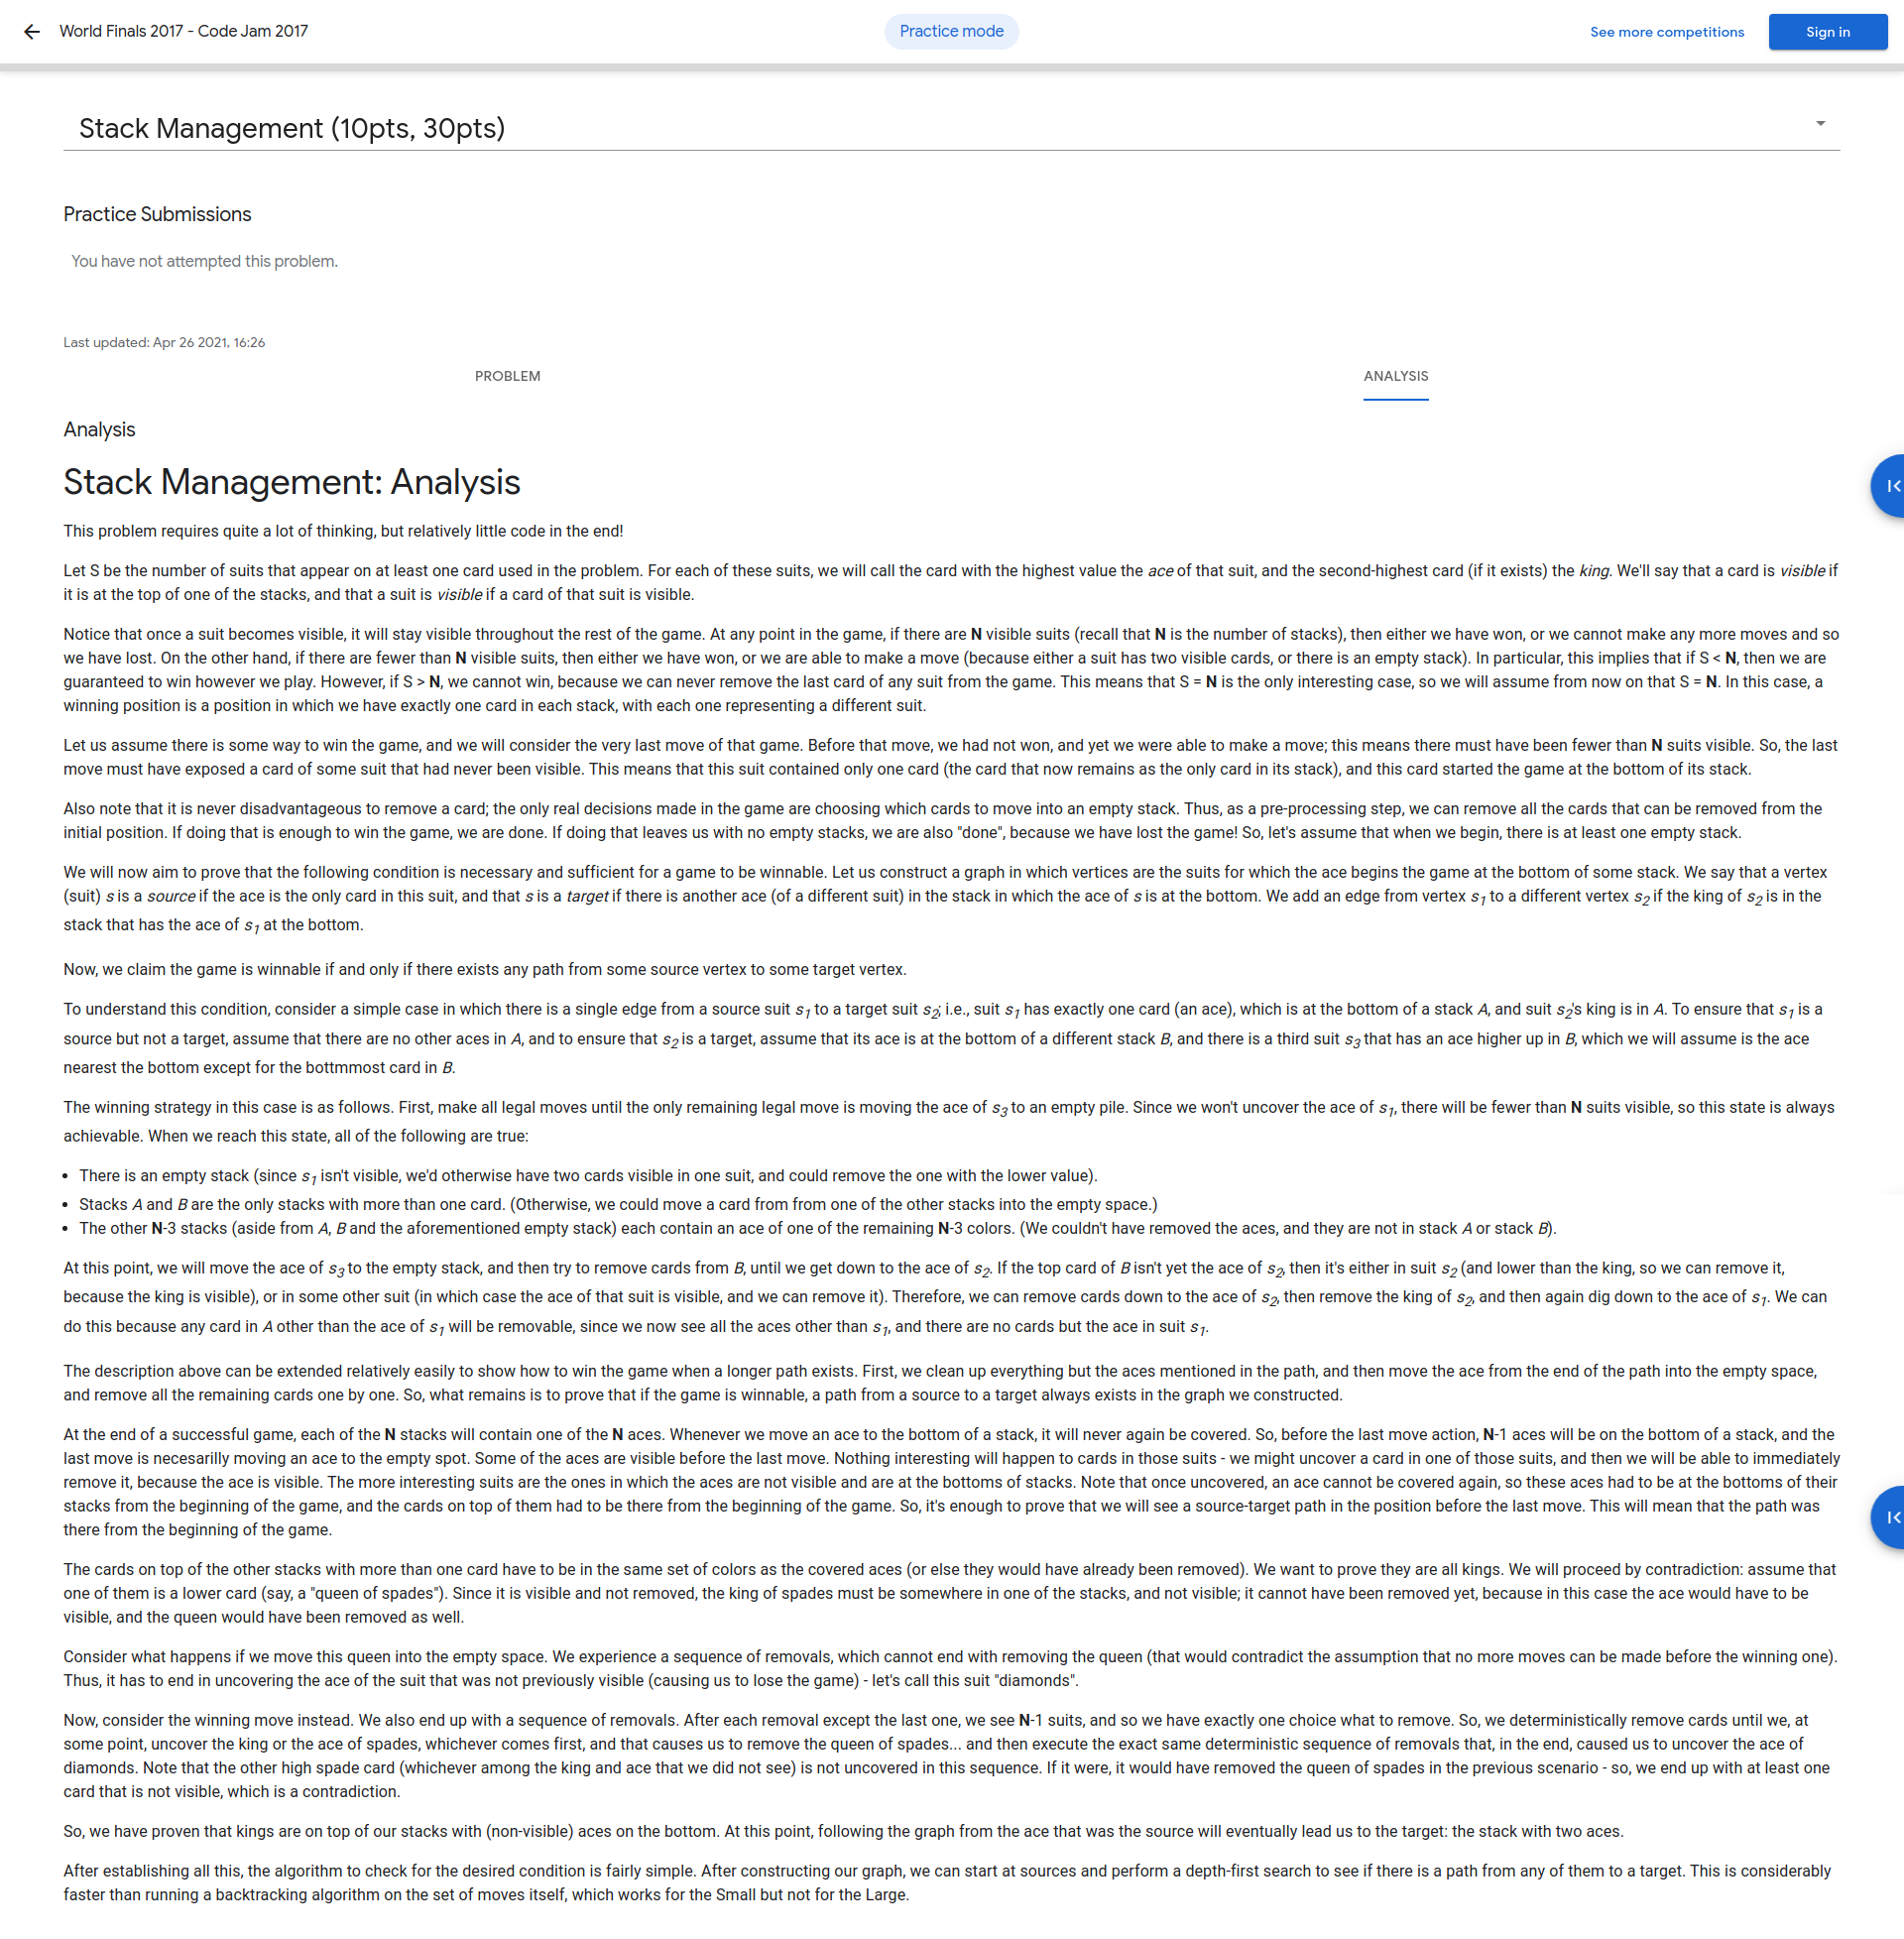 World Finals 2017 - Code Jam 2017
Practice mode
See more competitions
Sign in
Stack Management (10pts, 30pts)
Practice Submissions
You have not attempted this problem.
Last updated: Apr 26 2021, 16:26
PROBLEM
ANALYSIS
Analysis
Stack Management: Analysis
This problem requires quite a lot of thinking, but relatively little code in the end!
Let S be the number of suits that appear on at least one card used in the problem. For each of these suits, we will call the card with the highest value the ace of that suit, and the second-highest card (if it exists) the king. We'll say that a card is visible if
it is at the top of one of the stacks, and that a suit is visible if a card of that suit is visible.
Notice that once a suit becomes visible, it will stay visible throughout the rest of the game. At any point in the game, if there are N visible suits (recall that N is the number of stacks), then either we have won, or we cannot make any more moves and so
we have lost. On the other hand, if there are fewer than N visible suits, then either we have won, or we are able to make a move (because either a suit has two visible cards, or there is an empty stack). In particular, this implies that if S < N, then we are
guaranteed to win however we play. However, if S > N, we cannot win, because we can never remove the last card of any suit from the game. This means that S = N is the only interesting case, so we will assume from now on that S = N. In this case, a
winning position is a position in which we have exactly one card in each stack, with each one representing a different suit.
Let us assume there is some way to win the game, and we will consider the very last move of that game. Before that move, we had not won, and yet we were able to make a move; this means there must have been fewer than N suits visible. So, the last
move must have exposed a card of some suit that had never been visible. This means that this suit contained only one card (the card that now remains as the only card in its stack), and this card started the game at the bottom of its stack.
Also note that it is never disadvantageous to remove a card; the only real decisions made in the game are choosing which cards to move into an empty stack. Thus, as a pre-processing step, we can remove all the cards that can be removed from the
initial position. If doing that is enough to win the game, we are done. If doing that leaves us with no empty stacks, we are also "done", because we have lost the game! So, let's assume that when we begin, there is at least one empty stack.
We will now aim to prove that the following condition is necessary and sufficient for a game to be winnable. Let us construct a graph in which vertices are the suits for which the ace begins the game at the bottom of some stack. We say that a vertex
(suit) s is a source if the ace is the only card in this suit, and that s is a target if there is another ace (of a different suit) in the stack in which the ace of s is at the bottom. We add an edge from vertex s1 to a different vertex s2 if the king of s2 is in the
stack that has the ace of s1 at the bottom.
Now, we claim the game is winnable if and only if there exists any path from some source vertex to some target vertex.
To understand this condition, consider a simple case in which there is a single edge from a source suit s1 to a target suit s2; i.e., suit s1 has exactly one card (an ace), which is at the bottom of a stack A, and suit s2's king is in A. To ensure that s1 is a
source but not a target, assume that there are no other aces in A, and to ensure that s2 is a target, assume that its ace is at the bottom of a different stack B, and there is a third suit s3 that has an ace higher up in B, which we will assume is the ace
nearest the bottom except for the bottmmost card in B.
The winning strategy in this case is as follows. First, make all legal moves until the only remaining legal move is moving the ace of s3 to an empty pile. Since we won't uncover the ace of s1, there will be fewer than N suits visible, so this state is always
achievable. When we reach this state, all of the following are true:
• There is an empty stack (since s1 isn't visible, we'd otherwise have two cards visible in one suit, and could remove the one with the lower value).
• Stacks A and B are the only stacks with more than one card. (Otherwise, we could move a card from from one of the other stacks into the empty space.)
• The other N-3 stacks (aside from A, B and the aforementioned empty stack) each contain an ace of one of the remaining N-3 colors. (We couldn't have removed the aces, and they are not in stack A or stack B).
At this point, we will move the ace of s3 to the empty stack, and then try to remove cards from B, until we get down to the ace of s2. If the top card of B isn't yet the ace of s2, then it's either in suit s2 (and lower than the king, so we can remove it,
because the king is visible), or in some other suit (in which case the ace of that suit is visible, and we can remove it). Therefore, we can remove cards down to the ace of s2, then remove the king of s2, and then again dig down to the ace of s1. We can
do this because any card in A other than the ace of s1 will be removable, since we now see all the aces other than s1, and there are no cards but the ace in suit s1.
The description above can be extended relatively easily to show how to win the game when a longer path exists. First, we clean up everything but the aces mentioned in the path, and then move the ace from the end of the path into the empty space,
and remove all the remaining cards one by one. So, what remains is to prove that if the game is winnable, a path from a source to a target always exists in the graph we constructed.
At the end of a successful game, each of the N stacks will contain one of the N aces. Whenever we move an ace to the bottom of a stack, it will never again be covered. So, before the last move action, N-1 aces will be on the bottom of a stack, and the
last move is necesarilly moving an ace to the empty spot. Some of the aces are visible before the last move. Nothing interesting will happen to cards in those suits - we might uncover a card in one of those suits, and then we will be able to immediately
remove it, because the ace is visible. The more interesting suits are the ones in which the aces are not visible and are at the bottoms of stacks. Note that once uncovered, an ace cannot be covered again, so these aces had to be at the bottoms of their
stacks from the beginning of the game, and the cards on top of them had to be there from the beginning of the game. So, it's enough to prove that we will see a source-target path in the position before the last move. This will mean that the path was
there from the beginning of the game.
The cards on top of the other stacks with more than one card have to be in the same set of colors as the covered aces (or else they would have already been removed). We want to prove they are all kings. We will proceed by contradiction: assume that
one of them is a lower card (say, a "queen of spades"). Since it is visible and not removed, the king of spades must be somewhere in one of the stacks, and not visible; it cannot have been removed yet, because in this case the ace would have to be
visible, and the queen would have been removed as well.
Consider what happens if we move this queen into the empty space. We experience a sequence of removals, which cannot end with removing the queen (that would contradict the assumption that no more moves can be made before the winning one).
Thus, it has to end in uncovering the ace of the suit that was not previously visible (causing us to lose the game) - let's call this suit "diamonds".
Now, consider the winning move instead. We also end up with a sequence of removals. After each removal except the last one, we see N-1 suits, and so we have exactly one choice what to remove. So, we deterministically remove cards until we, at
some point, uncover the king or the ace of spades, whichever comes first, and that causes us to remove the queen of spades... and then execute the exact same deterministic sequence of removals that, in the end, caused us to uncover the ace of
diamonds. Note that the other high spade card (whichever among the king and ace that we did not see) is not uncovered in this sequence. If it were, it would have removed the queen of spades in the previous scenario - so, we end up with at least one
card that is not visible, which is a contradiction.
So, we have proven that kings are on top of our stacks with (non-visible) aces on the bottom. At this point, following the graph from the ace that was the source will eventually lead us to the target: the stack with two aces.
After establishing all this, the algorithm to check for the desired condition is fairly simple. After constructing our graph, we can start at sources and perform a depth-first search to see if there is a path from any of them to a target. This is considerably
faster than running a backtracking algorithm on the set of moves itself, which works for the Small but not for the Large.